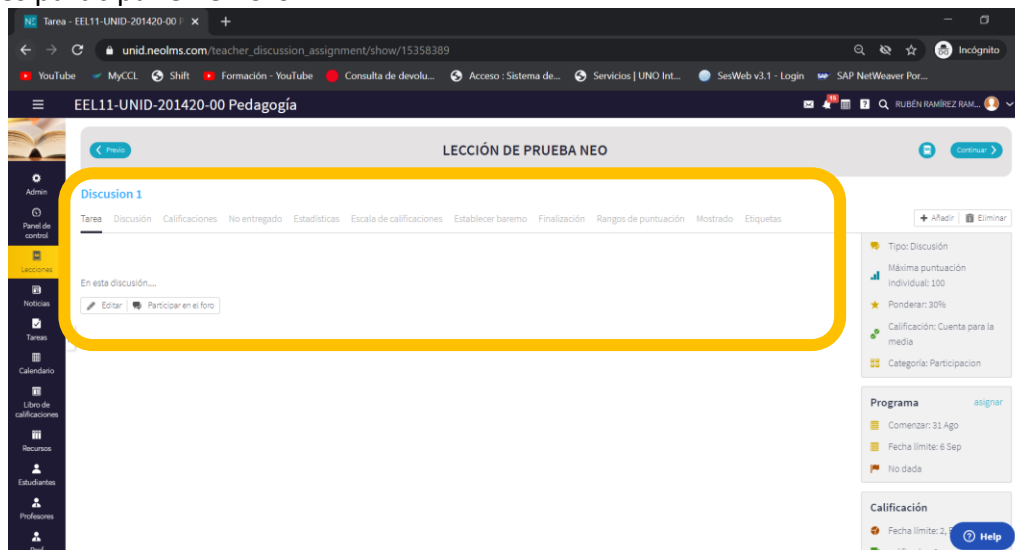 Tarea - EEL11-UNID-201420-00 P
unid.neolms.com/teacher_discussion_assignment/show/15358389
Incógnito
YouTube MyCCL Shift Formación - YouTube Consulta de devolu... Acceso : Sistema de... Servicios | UNO Int... SesWeb v3.1 - Login SAP NetWeaver Por...
EEL11-UNID-201420-00 Pedagogía
15
RUBÉN RAMÍREZ RAM...
Previo
LECCIÓN DE PRUEBA NEO
Continuar
Admin
Panel de control
Lecciones
Noticias
Tareas
Calendario
Libro de calificaciones
Recursos
Estudiantes
Profesores
Discusion 1
Tarea Discusión Calificaciones No entregado Estadísticas Escala de calificaciones Establecer baremo Finalización Rangos de puntuación Mostrado Etiquetas
Añadir Eliminar
En esta discusión....
Editar Participar en el foro
Tipo: Discusión
Máxima puntuación
individual: 100
Ponderar: 30%
Calificación: Cuenta para la
media
Categoría: Participacion
Programa asignar
Comenzar: 31 Ago
Fecha límite: 6 Sep
No dada
Calificación
Fecha límite: 2,
Help